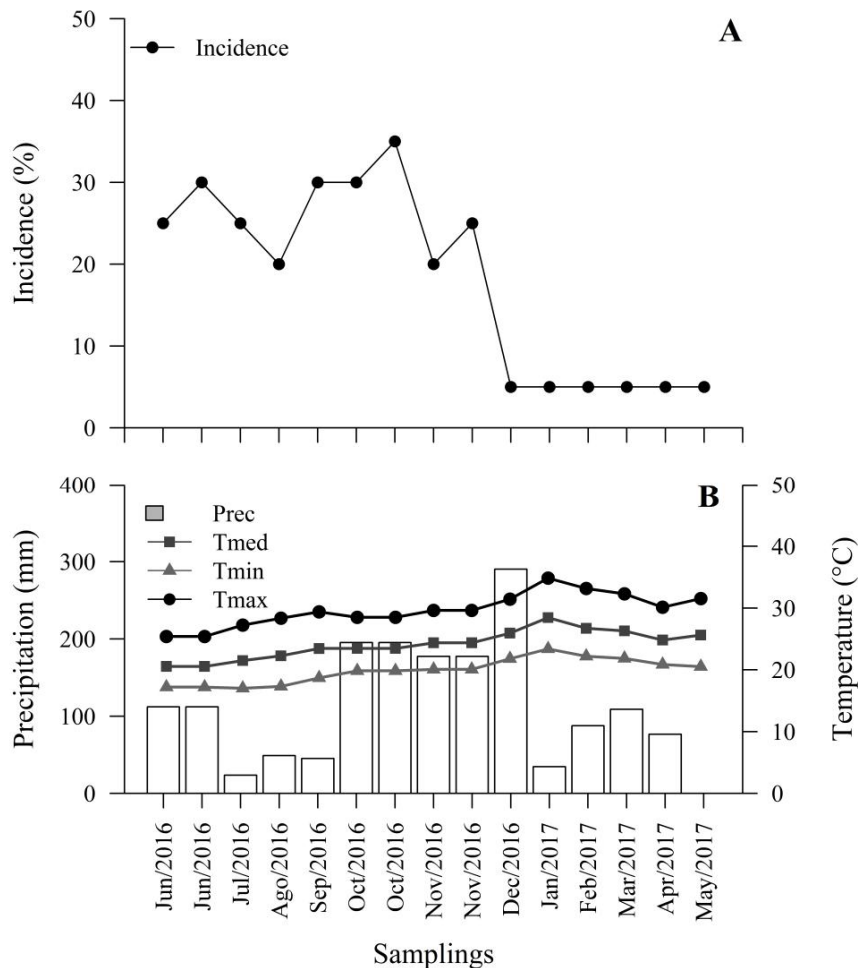 A
Incidence
Incidence (%)
50
40
30
20
10
0
B
Prec
Tmed
Tmin
Tmax
Precipitation (mm)
400
300
200
100
0
Temperature (°C)
50
40
30
20
10
0
Jun/2016
Jun/2016
Jul/2016
Ago/2016
Sep/2016
Oct/2016
Oct/2016
Nov/2016
Nov/2016
Dec/2016
Jan/2017
Feb/2017
Mar/2017
Apr/2017
May/2017
Samplings